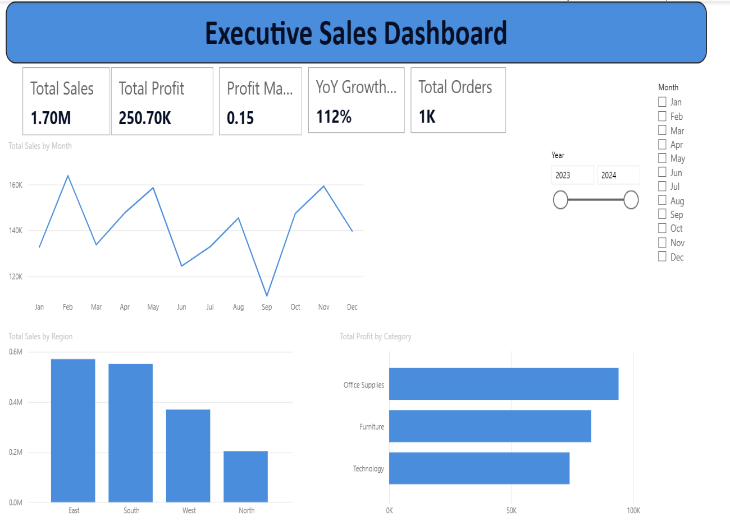 Executive Sales Dashboard
Total Sales
1.70M
Total Profit
250.70K
Profit Ma...
0.15
YoY Growth...
112%
Total Orders
1K
Month
Jan
Feb
Mar
Apr
May
Jun
Jul
Aug
Sep
Oct
Nov
Dec
Year
2023 2024
Total Sales by Month
160K
140K
120K
Jan Feb Mar Apr May Jun Jul Aug Sep Oct Nov Dec
Total Sales by Region
0.6M
0.4M
0.2M
0.0M
East South West North
Total Profit by Category
Office Supplies
Furniture
Technology
0K 50K 100K